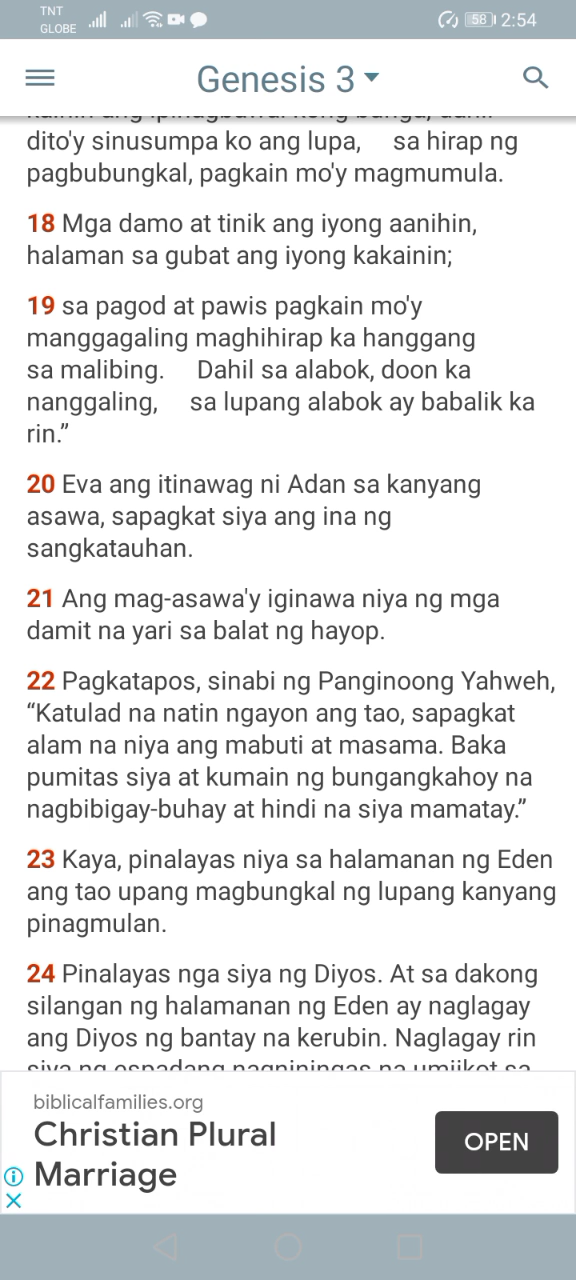 TNT
GLOBE
58
2:54
Genesis 3
dito'y sinusumpa ko ang lupa, sa hirap ng
pagbubungkal, pagkain mo'y magmumula.
18 Mga damo at tinik ang iyong aanihin,
halaman sa gubat ang iyong kakainin;
19 sa pagod at pawis pagkain mo'y
manggagaling maghihirap ka hanggang
sa malibing. Dahil sa alabok, doon ka
nanggaling, sa lupang alabok ay babalik ka
rin.”
20 Eva ang itinawag ni Adan sa kanyang
asawa, sapagkat siya ang ina ng
sangkatauhan.
21 Ang mag-asawa'y iginawa niya ng mga
damit na yari sa balat ng hayop.
22 Pagkatapos, sinabi ng Panginoong Yahweh,
“Katulad na natin ngayon ang tao, sapagkat
alam na niya ang mabuti at masama. Baka
pumitas siya at kumain ng bungangkahoy na
nagbibigay-buhay at hindi na siya mamatay.”
23 Kaya, pinalayas niya sa halamanan ng Eden
ang tao upang magbungkal ng lupang kanyang
pinagmulan.
24 Pinalayas nga siya ng Diyos. At sa dakong
silangan ng halamanan ng Eden ay naglagay
ang Diyos ng bantay na kerubin. Naglagay rin
siya ng espadang nagniningas na umiikot sa
biblicalfamilies.org
Christian Plural
Marriage
OPEN